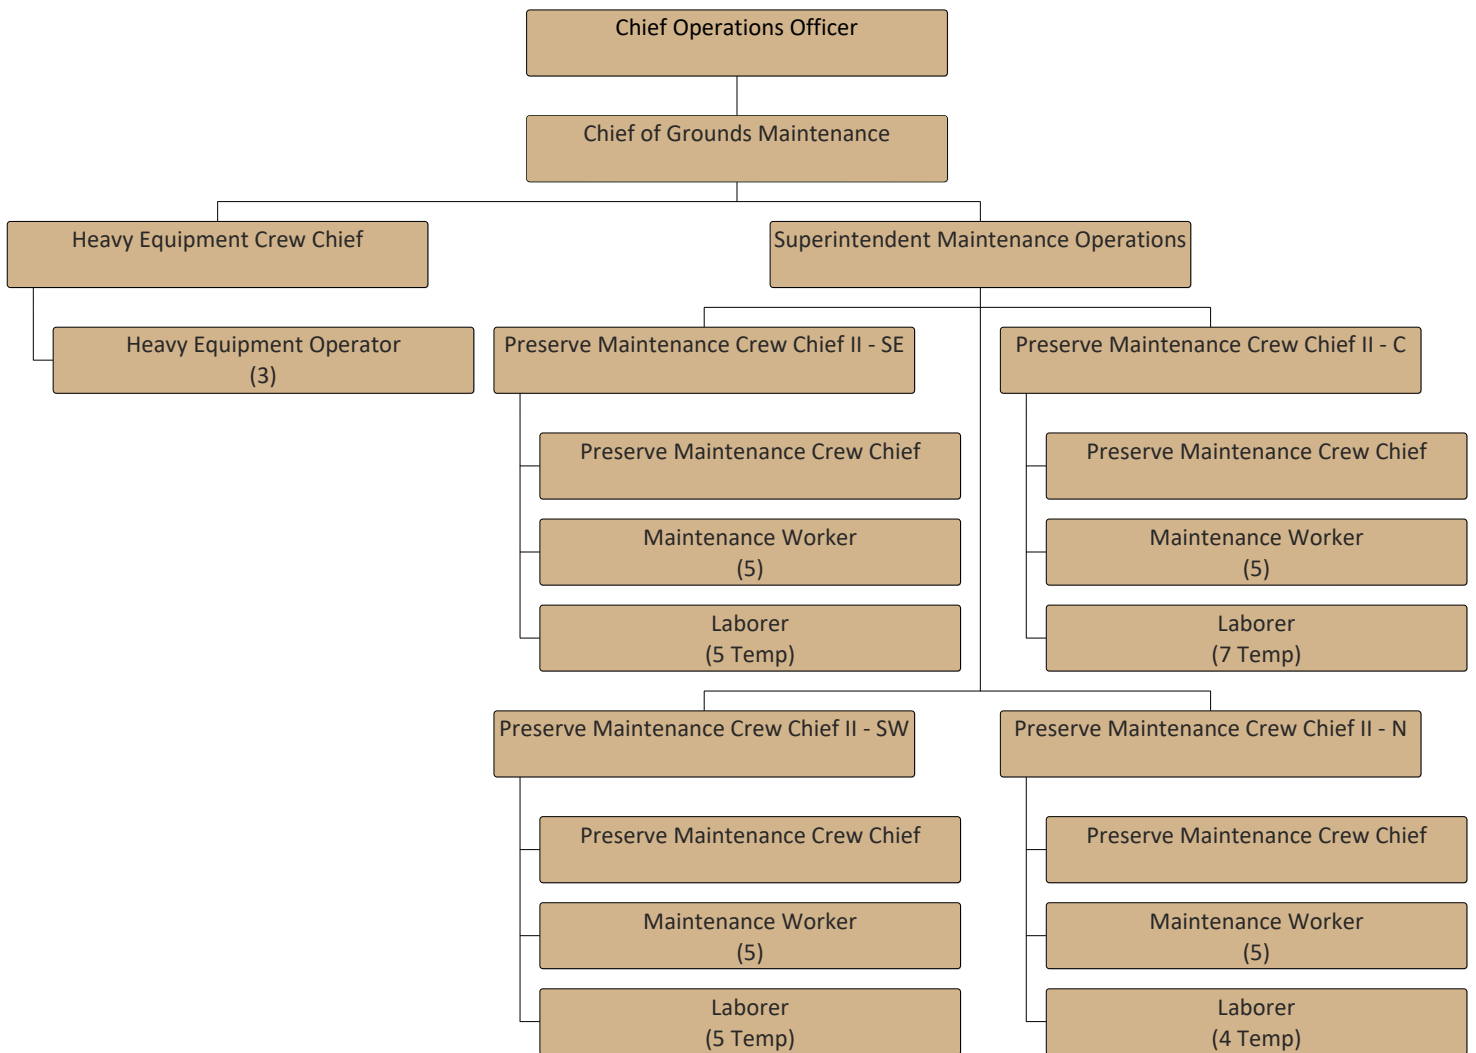 Chief Operations Officer
Chief of Grounds Maintenance
Heavy Equipment Crew Chief
Superintendent Maintenance Operations
Heavy Equipment Operator
(3)
Preserve Maintenance Crew Chief II - SE
Preserve Maintenance Crew Chief II - C
Preserve Maintenance Crew Chief
Preserve Maintenance Crew Chief
Maintenance Worker
(5)
Maintenance Worker
(5)
Laborer
(5 Temp)
Laborer
(7 Temp)
Preserve Maintenance Crew Chief II - SW
Preserve Maintenance Crew Chief II - N
Preserve Maintenance Crew Chief
Preserve Maintenance Crew Chief
Maintenance Worker
(5)
Maintenance Worker
(5)
Laborer
(5 Temp)
Laborer
(4 Temp)